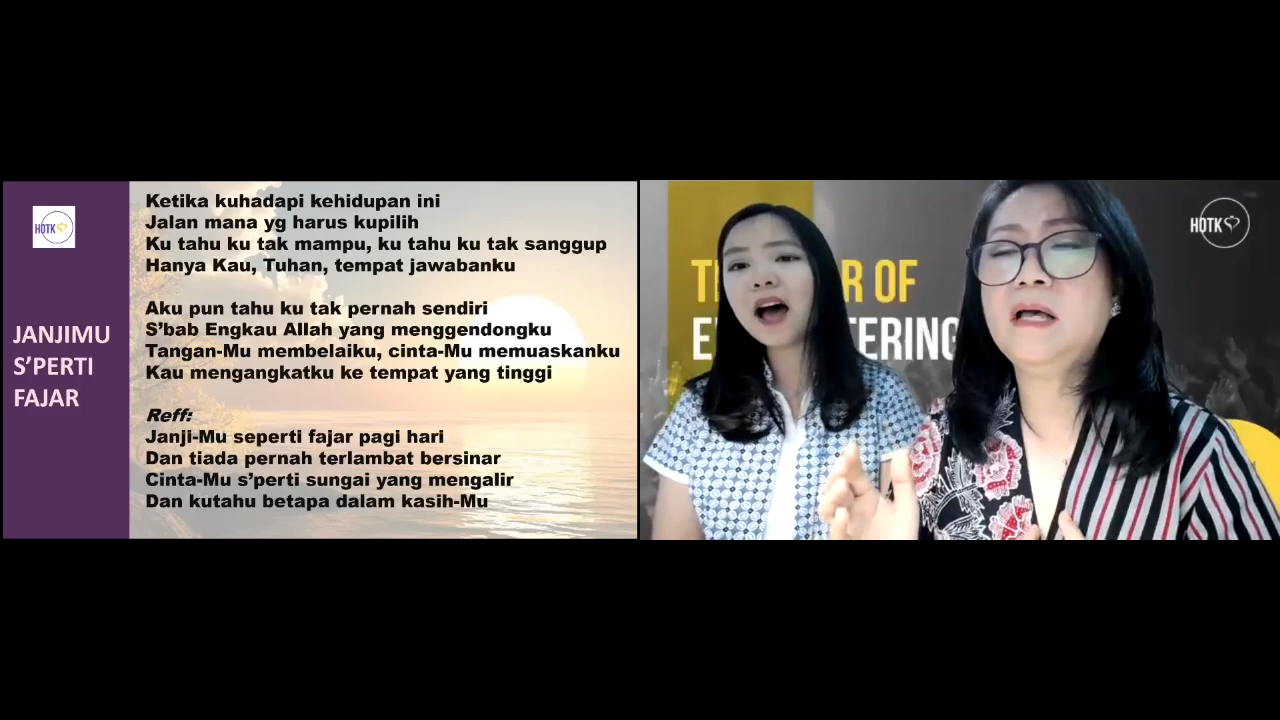 HOTK
JANJIMU
S'PERTI
FAJAR
Ketika kuhadapi kehidupan ini
Jalan mana yg harus kupilih
Ku tahu ku tak mampu, ku tahu ku tak sanggup
Hanya Kau, Tuhan, tempat jawabanku
Aku pun tahu ku tak pernah sendiri
S’bab Engkau Allah yang menggendongku
Tangan-Mu membelaiku, cinta-Mu memuaskanku
Kau mengangkatku ke tempat yang tinggi
Reff:
Janji-Mu seperti fajar pagi hari
Dan tiada pernah terlambat bersinar
Cinta-Mu s’perti sungai yang mengalir
Dan kutahu betapa dalam kasih-Mu
HOTK
OF